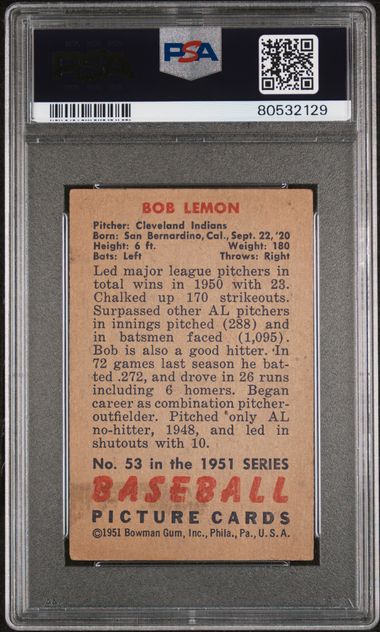 PSA
PSA
80532129
BOB LEMON
Pitcher: Cleveland Indians
Born: San Bernardino, Cal., Sept. 22, '20
Height: 6 ft. Weight: 180
Bats: Left Throws: Right
Led major league pitchers in
total wins in 1950 with 23.
Chalked up 170 strikeouts.
Surpassed other AL pitchers
in innings pitched (288) and
in batsmen faced (1,095).
Bob is also a good hitter. In
72 games last season he bat-
ted .272, and drove in 26 runs
including 6 homers. Began
career as combination pitcher-
outfielder. Pitched only AL
no-hitter, 1948, and led in
shutouts with 10.
No. 53 in the 1951 SERIES
BASEBALL
PICTURE CARDS
©1951 Bowman Gum, Inc., Phila., Pa., U.S.A.